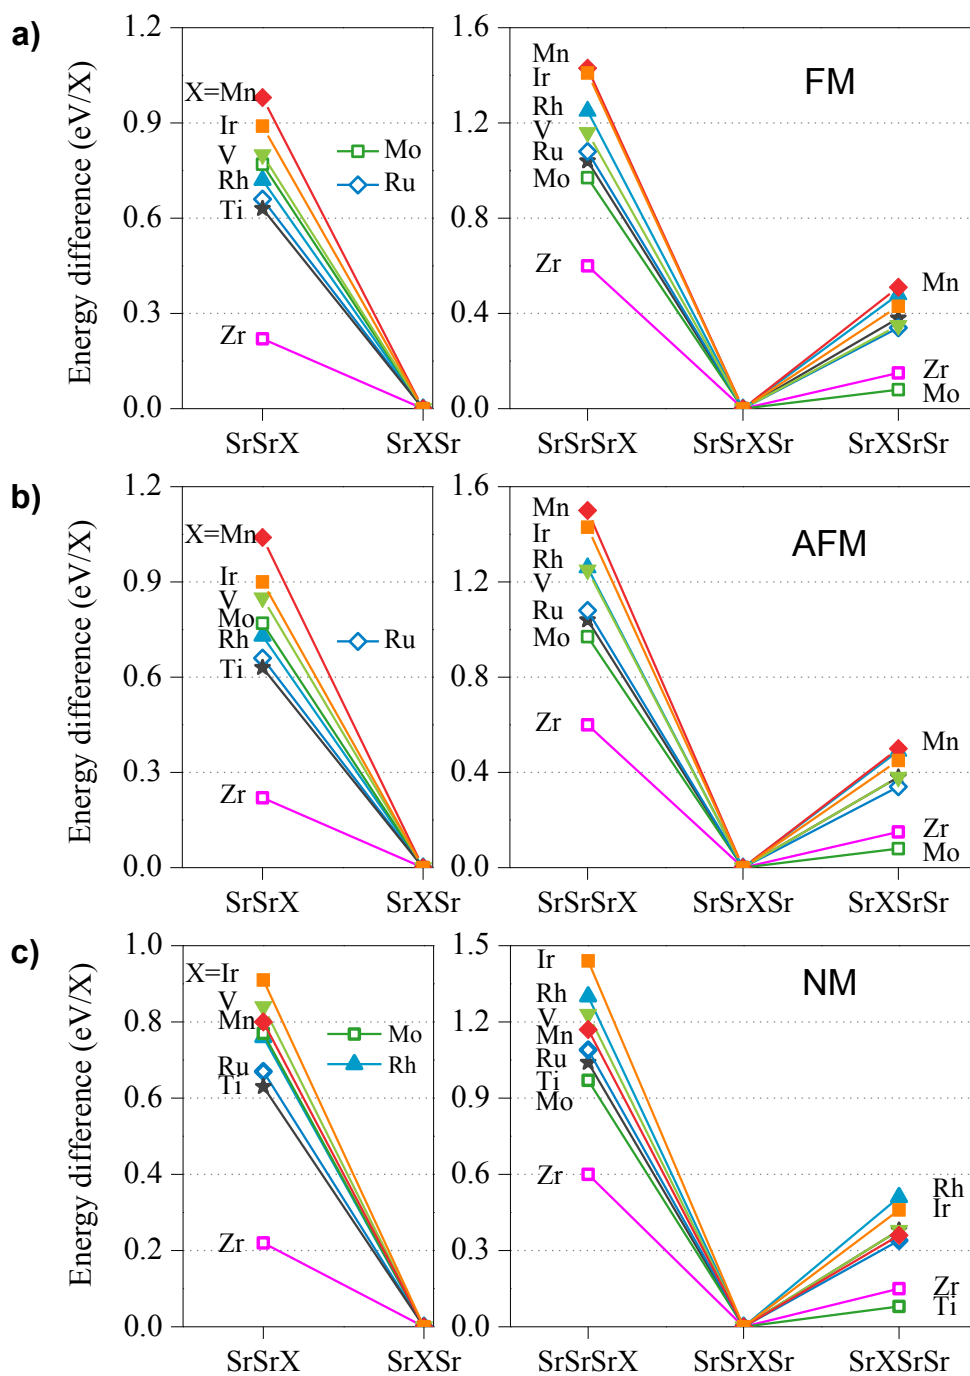 a)
Energy difference (eV/X)
1.2
0.9
0.6
0.3
0.0
X=Mn
Ir
V
Rh
Ti
Zr
Mo
Ru
SrSrX
SrXSr
1.6
1.2
0.8
0.4
0.0
FM
Mn
Ir
Rh
V
Ru
Mo
Zr
Mn
Zr
Mo
SrSrSrX
SrSrXSr
SrXSrSr
b)
Energy difference (eV/X)
1.2
0.9
0.6
0.3
0.0
X=Mn
Ir
V
Mo
Rh
Ti
Zr
Ru
SrSrX
SrXSr
1.6
1.2
0.8
0.4
0.0
AFM
Mn
Ir
Rh
V
Ru
Mo
Zr
Mn
Zr
Mo
SrSrSrX
SrSrXSr
SrXSrSr
c)
Energy difference (eV/X)
1.0
0.8
0.6
0.4
0.2
0.0
X=Ir
V
Mn
Ru
Ti
Zr
Mo
Rh
SrSrX
SrXSr
1.5
1.2
0.9
0.6
0.3
0.0
NM
Ir
Rh
V
Mn
Ru
Ti
Mo
Zr
Rh
Ir
Zr
Ti
SrSrSrX
SrSrXSr
SrXSrSr